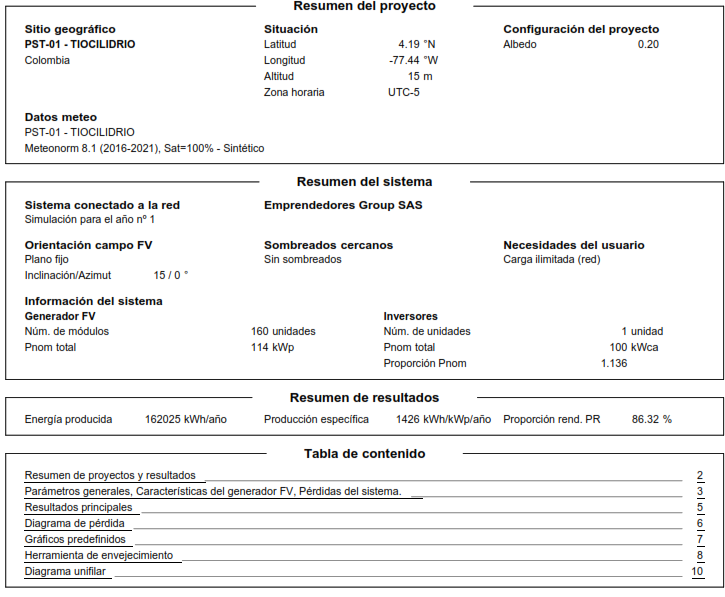 Resumen del proyecto
Sitio geográfico Situación Configuración del proyecto
PST-01 - TIOCILIDRIO Latitud 4.19 °N Albedo 0.20
Colombia Longitud -77.44 °W
Altitud 15 m
Zona horaria UTC-5
Datos meteo
PST-01 - TIOCILIDRIO
Meteonorm 8.1 (2016-2021), Sat=100% - Sintético
Resumen del sistema
Sistema conectado a la red Emprendedores Group SAS
Simulación para el año nº 1
Orientación campo FV Sombreados cercanos Necesidades del usuario
Plano fijo Sin sombreados Carga ilimitada (red)
Inclinación/Azimut 15 / 0 °
Información del sistema
Generador FV Inversores
Núm. de módulos 160 unidades Núm. de unidades 1 unidad
Pnom total 114 kWp Pnom total 100 kWca
Proporción Pnom 1.136
Resumen de resultados
Energía producida 162025 kWh/año Producción específica 1426 kWh/kWp/año Proporción rend. PR 86.32 %
Tabla de contenido
Resumen de proyectos y resultados 2
Parámetros generales, Características del generador FV, Pérdidas del sistema. 3
Resultados principales 5
Diagrama de pérdida 6
Gráficos predefinidos 7
Herramienta de envejecimiento 8
Diagrama unifilar 10